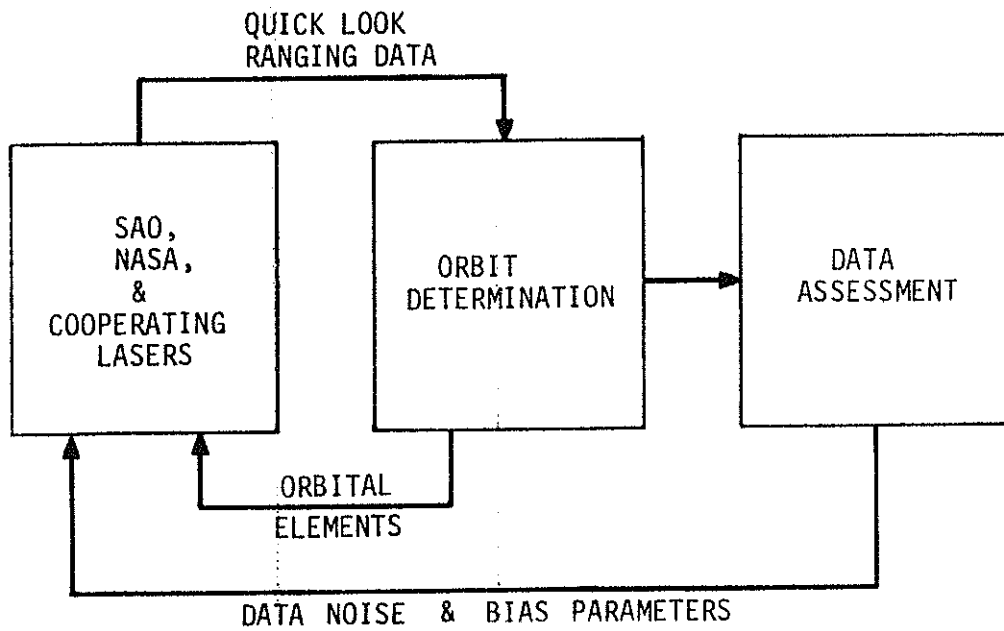 QUICK LOOK
RANGING DATA
SAO,
NASA,
&
COOPERATING
LASERS
ORBIT
DETERMINATION
DATA
ASSESSMENT
ORBITAL
ELEMENTS
DATA NOISE & BIAS PARAMETERS